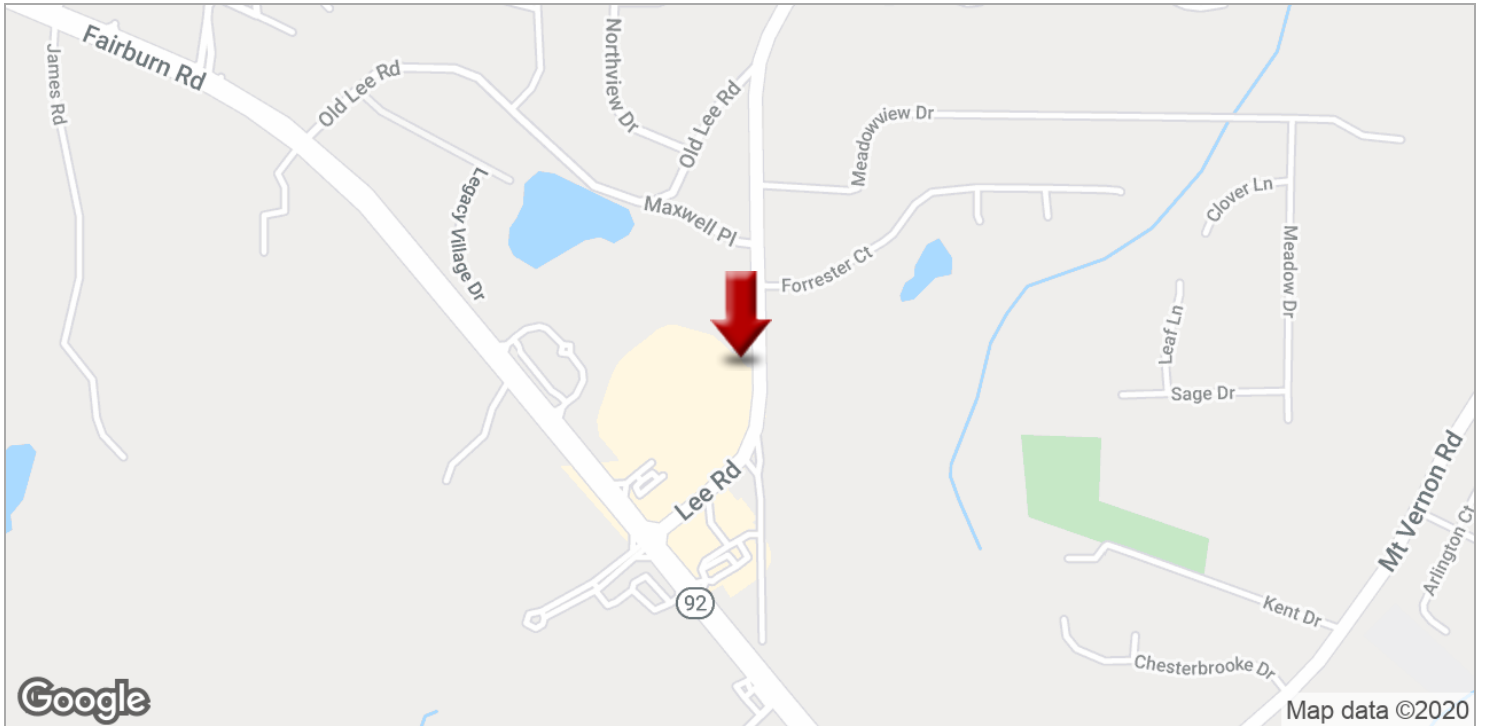 Fairburn Rd
James Rd
Old Lee Rd
Northview Dr
Old Lee Rd
Meadowview Dr
Legacy Village Dr
Maxwell Pl
Clover Ln
Meadow Dr
Forrester Ct
Leaf Ln
Sage Dr
Lee Rd
Mt Vernon Rd
Arlington Ct
92
Kent Dr
Chesterbrooke Dr
Google
Map data ©2020